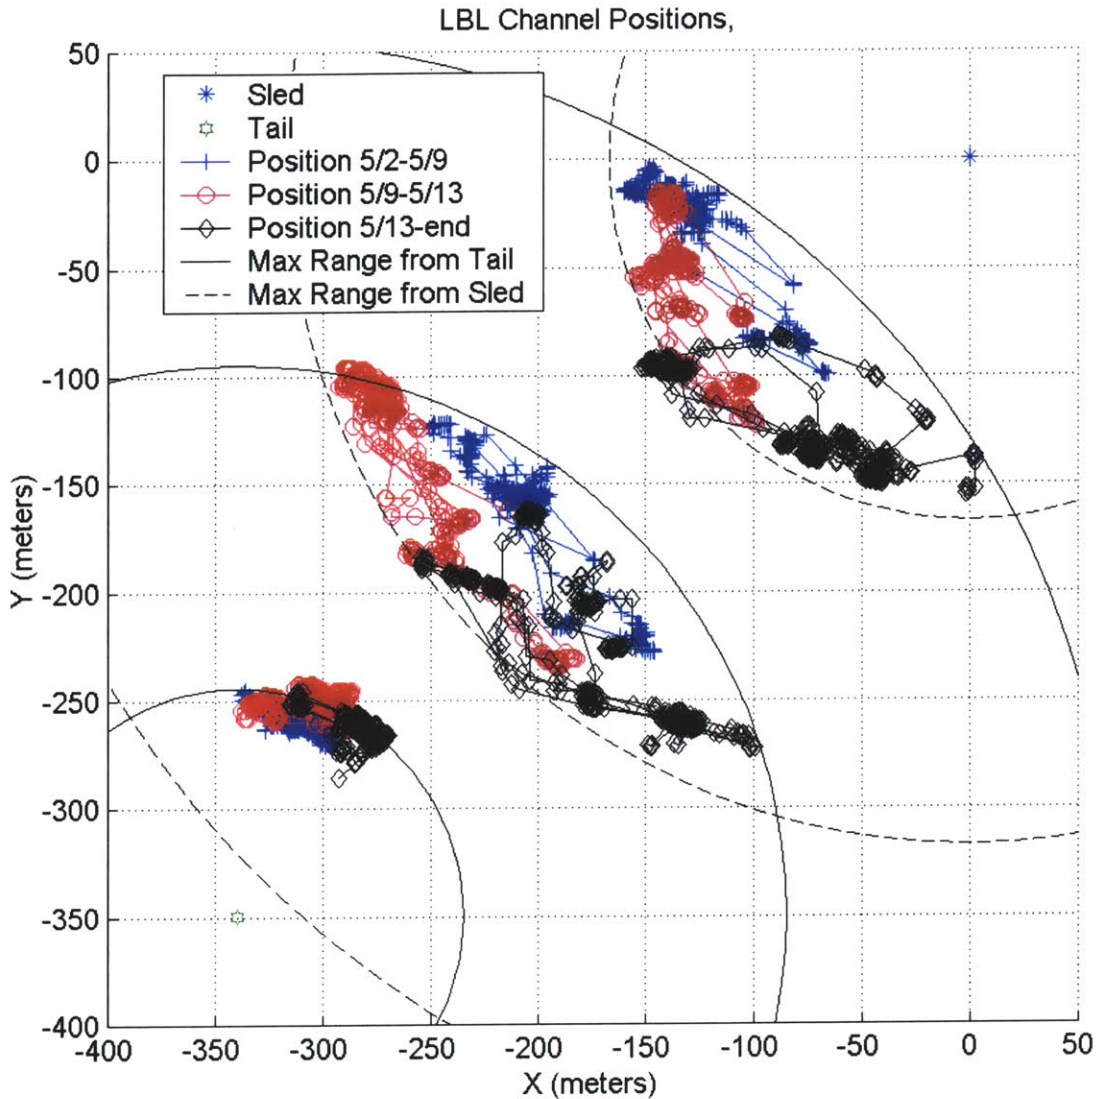 LBL Channel Positions,
50
0
-50
-100
-150
-200
-250
-300
-350
-400
Y (meters)
Sled
Tail
Position 5/2-5/9
Position 5/9-5/13
Position 5/13-end
Max Range from Tail
Max Range from Sled
-400
-350
-300
-250
-200
-150
-100
-50
0
50
X (meters)